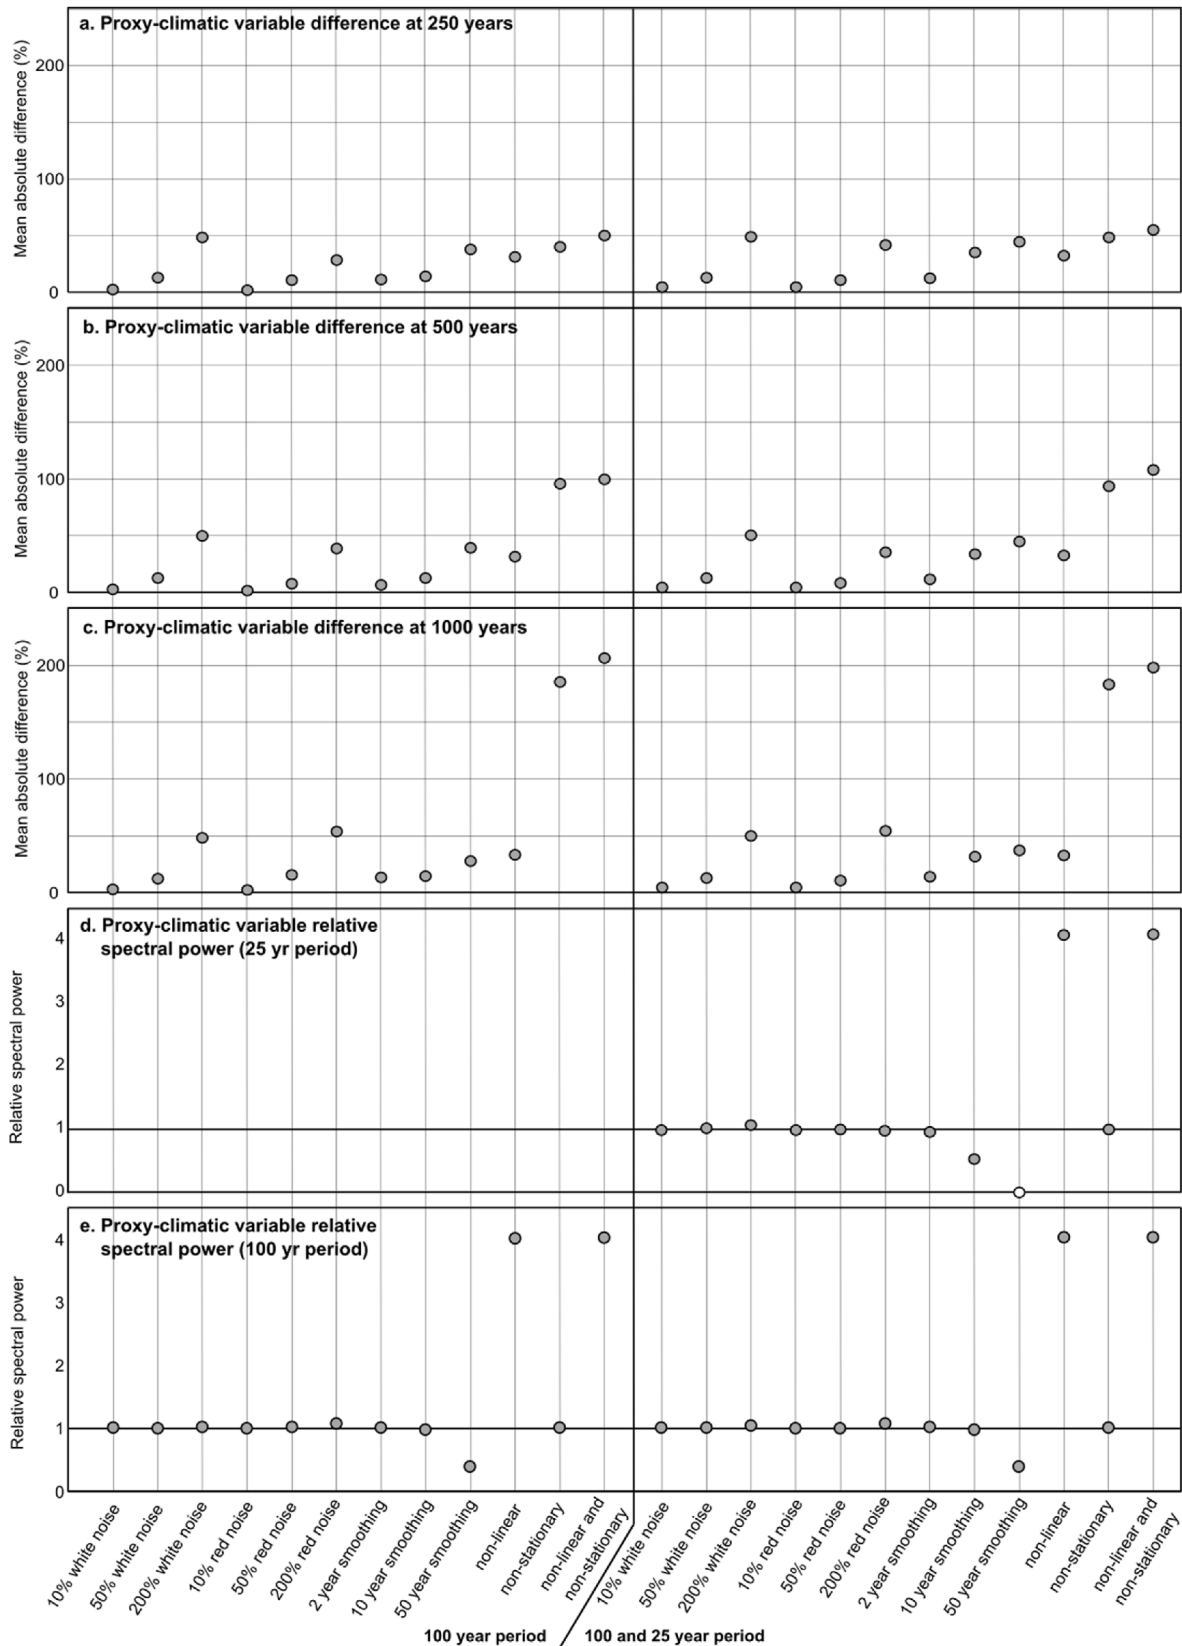 a. Proxy-climatic variable difference at 250 years
Mean absolute difference (%)
200
100
0
b. Proxy-climatic variable difference at 500 years
Mean absolute difference (%)
200
100
0
c. Proxy-climatic variable difference at 1000 years
Mean absolute difference (%)
200
100
0
d. Proxy-climatic variable relative
spectral power (25 yr period)
Relative spectral power
4
3
2
1
0
e. Proxy-climatic variable relative
spectral power (100 yr period)
Relative spectral power
4
3
2
1
0
10% white noise
50% white noise
200% white noise
10% red noise
50% red noise
200% red noise
2 year smoothing
10 year smoothing
50 year smoothing
non-linear
non-stationary
non-linear and
non-stationary
10% white noise
50% white noise
200% white noise
10% red noise
50% red noise
200% red noise
2 year smoothing
10 year smoothing
50 year smoothing
non-linear
non-stationary
non-linear and
non-stationary
100 year period
100 and 25 year period